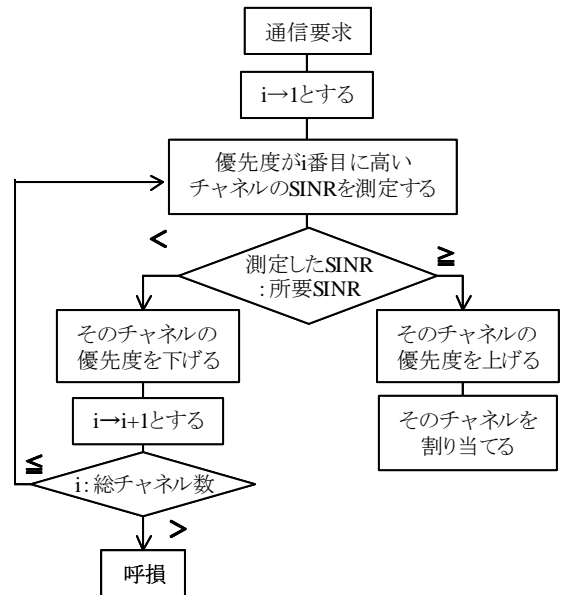 通信要求
i→1とする
優先度がi番目に高い
チャネルのSINRを測定する
<
≧
測定したSINR
:所要SINR
そのチャネルの
優先度を下げる
そのチャネルの
優先度を上げる
i→i+1とする
そのチャネルを
割り当てる
≦
i:総チャネル数
>
呼損